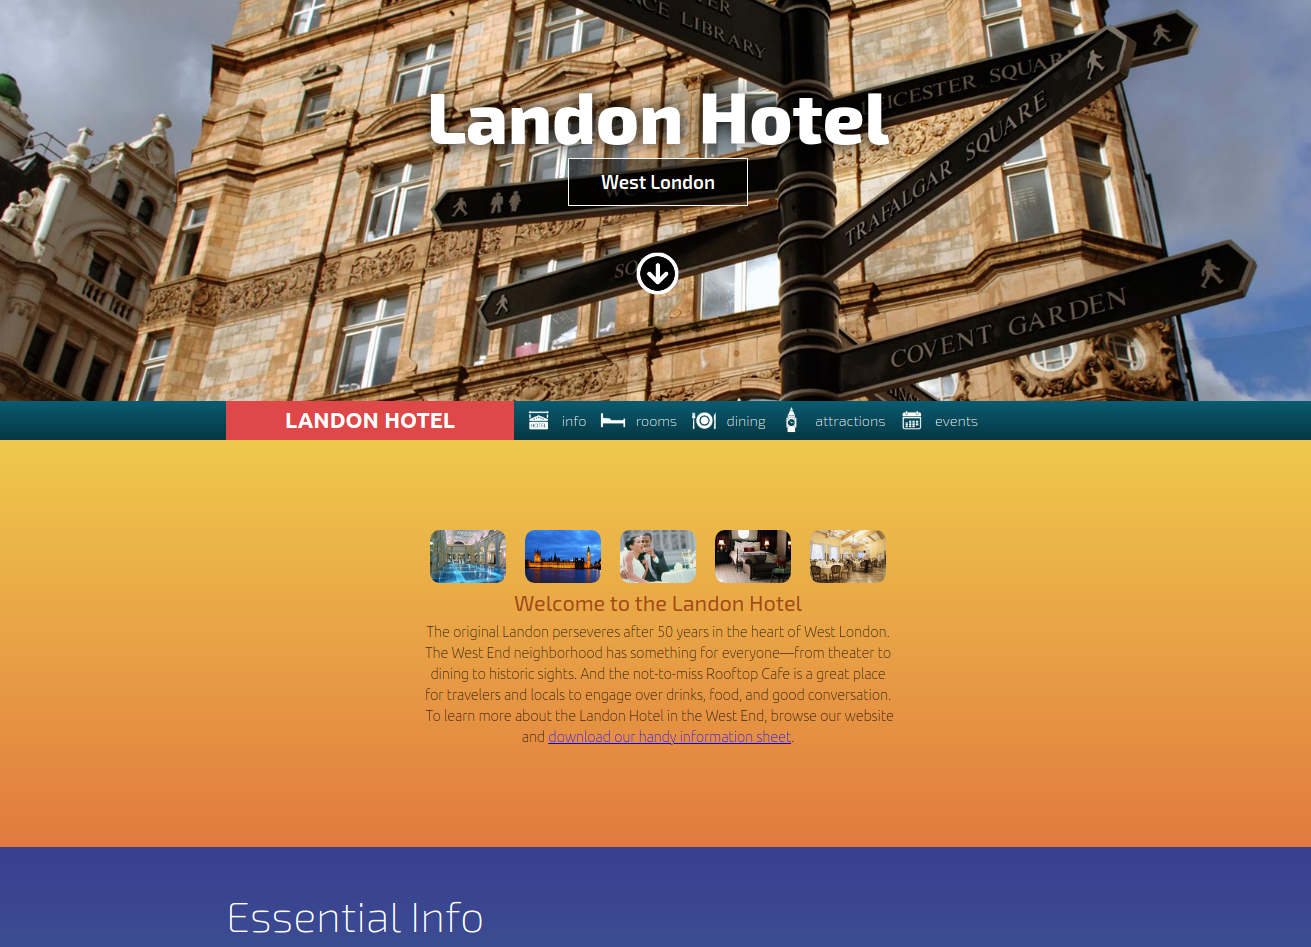 NCE LIBRARY
LEICESTER SQUARE
TRAFALGAR SQUARE
Landon Hotel
West London
SO
COVENT GARDEN
LANDON HOTEL
info
rooms
dining
attractions
events
Welcome to the Landon Hotel
The original Landon perseveres after 50 years in the heart of West London.
The West End neighborhood has something for everyone—from theater to
dining to historic sights. And the not-to-miss Rooftop Cafe is a great place
for travelers and locals to engage over drinks, food, and good conversation.
To learn more about the Landon Hotel in the West End, browse our website
and download our handy information sheet.
Essential Info